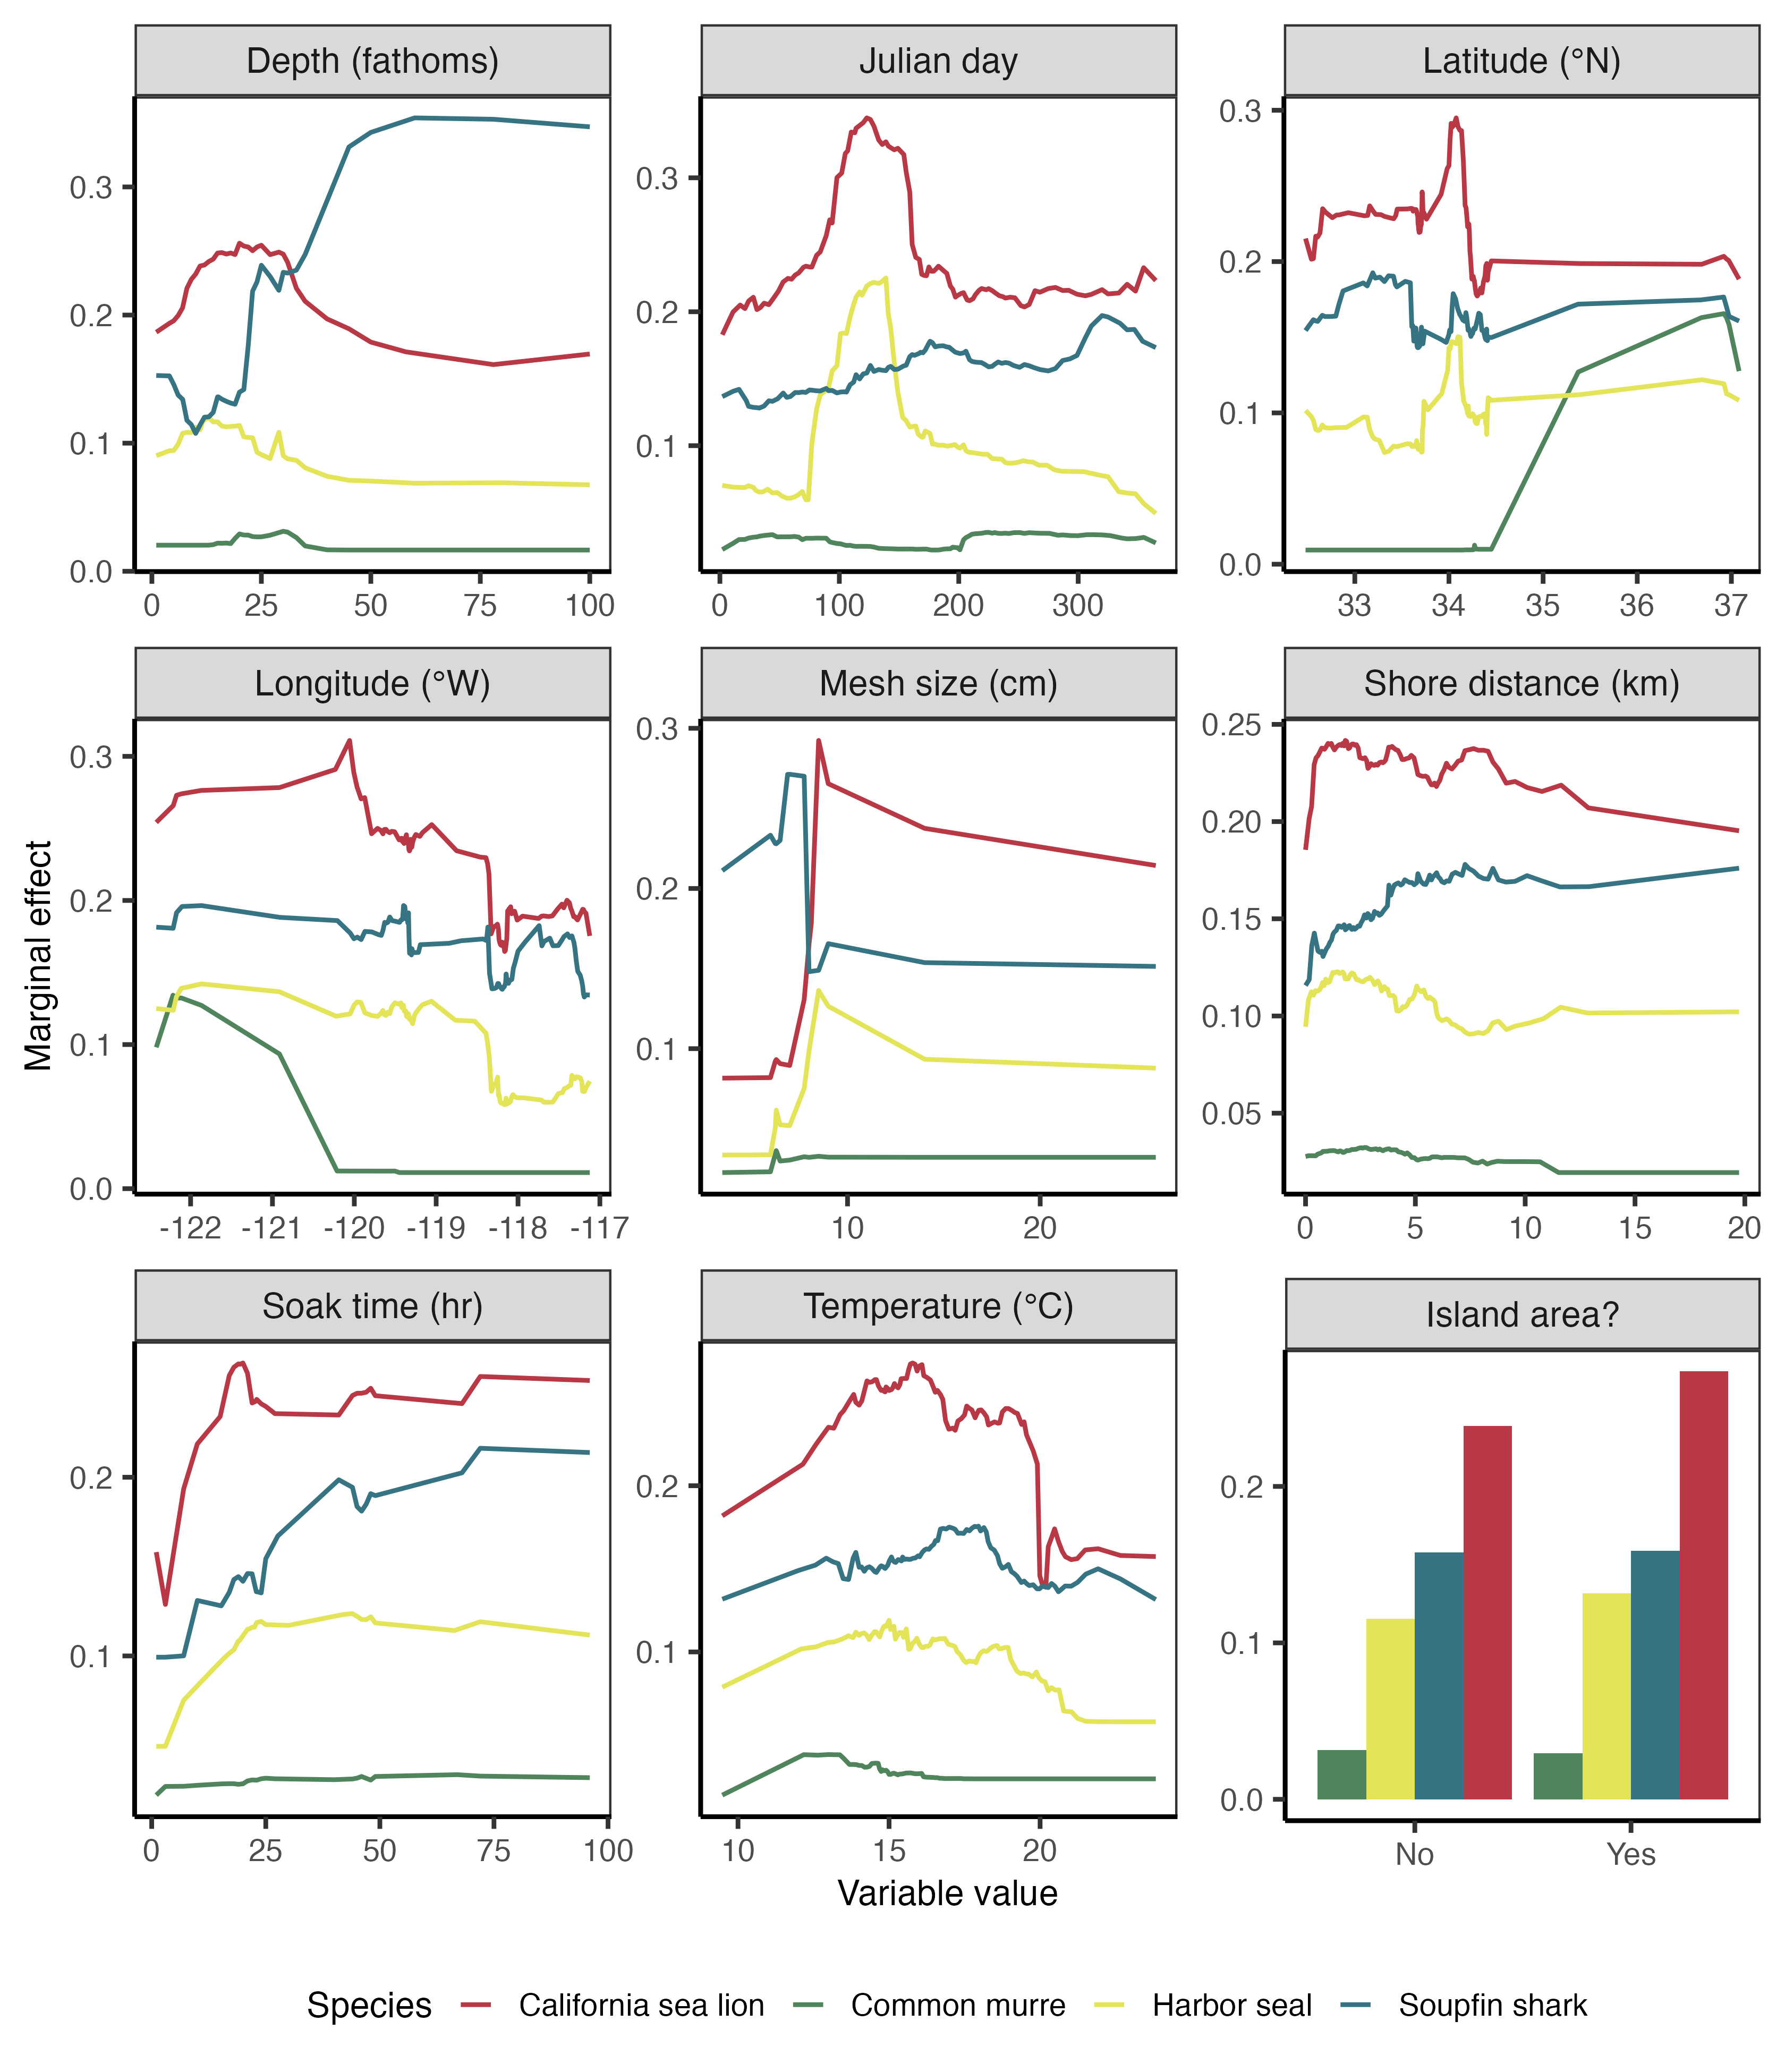 Depth (fathoms) Julian day Latitude (°N)
0.3
0.2
0.1
0.0
0 25 50 75 100
0.3
0.2
0.1
0 100 200 300
0.3
0.2
0.1
0.0
33 34 35 36 37
Longitude (°W) Mesh size (cm) Shore distance (km)
0.3
0.2
0.1
0.0
-122 -121 -120 -119 -118 -117
0.3
0.2
0.1
10 20
0.25
0.20
0.15
0.10
0.05
0 5 10 15 20
Marginal effect
Soak time (hr) Temperature (°C) Island area?
0.2
0.1
0 25 50 75 100
0.2
0.1
10 15 20
0.2
0.1
0.0
No Yes
Variable value
Species California sea lion Common murre Harbor seal Soupfin shark